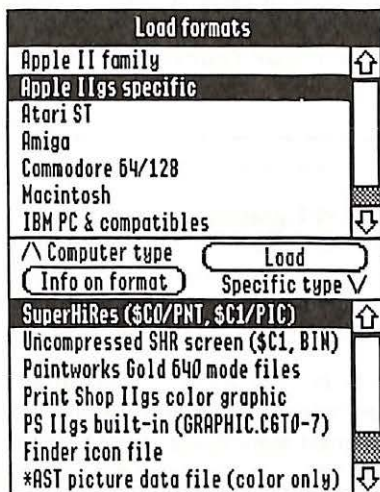 Load formats
Apple II family
Apple IIgs specific
Atari ST
Amiga
Commodore 64/128
Macintosh
IBM PC & compatibles
/\ Computer type
Load
Info on format
Specific type \/
SuperHiRes ($C0/PNT, $C1/PIC)
Uncompressed SHR screen ($C1, BIN)
Paintworks Gold 640 mode files
Print Shop IIgs color graphic
PS IIgs built-in (GRAPHIC.CGT0-7)
Finder icon file
*AST picture data file (color only)